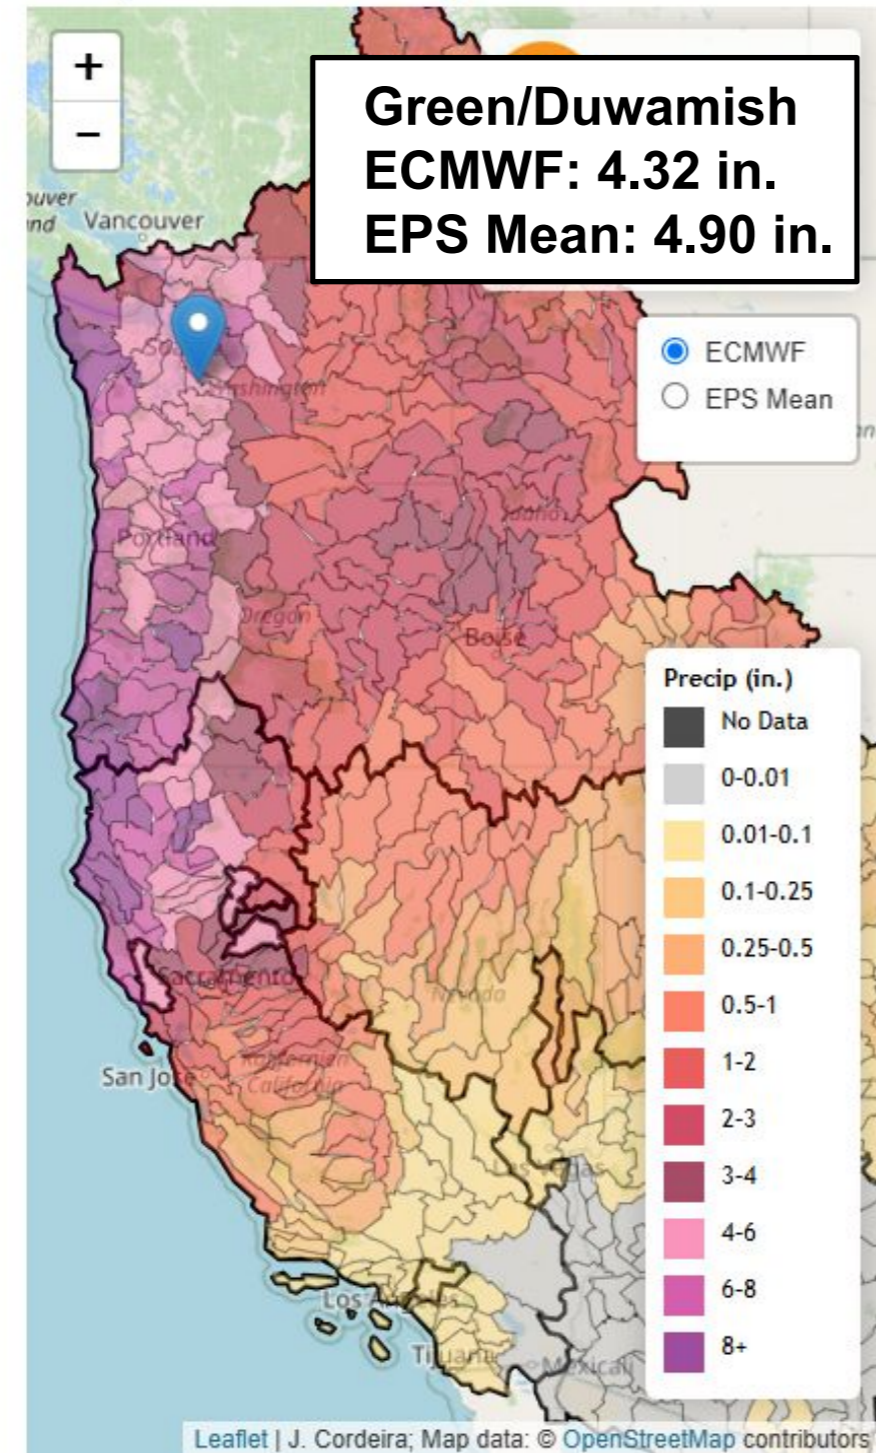 +
−
Green/Duwamish
ECMWF: 4.32 in.
EPS Mean: 4.90 in.
Vancouver
ECMWF
EPS Mean
Portland
Idaho
Oregon
Boise
Precip (in.)
No Data
0-0.01
0.01-0.1
0.1-0.25
0.25-0.5
0.5-1
1-2
2-3
3-4
4-6
6-8
8+
Sacramento
Nevada
San José
California
Las Vegas
Los Angeles
Tijuana
Mexicali
Leaflet | J. Cordeira; Map data: © OpenStreetMap contributors